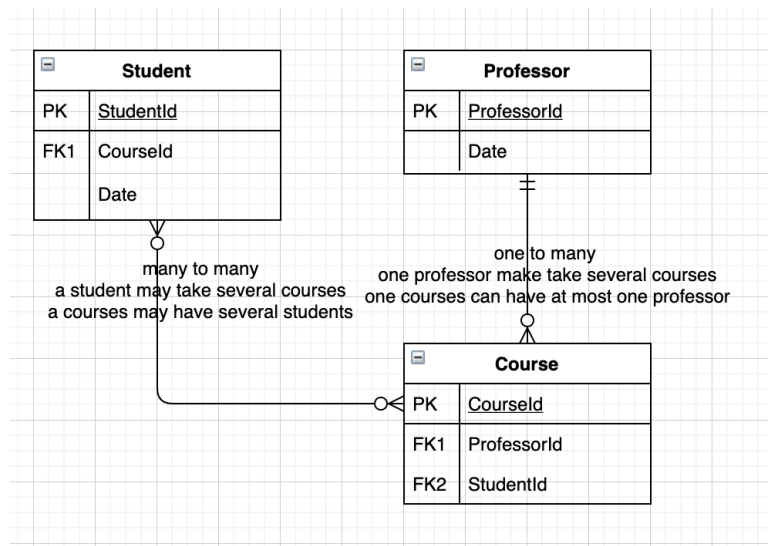 Student
PK StudentId
FK1 CourseId
Date
Professor
PK ProfessorId
Date
many to many
a student may take several courses
a courses may have several students
one to many
one professor make take several courses
one courses can have at most one professor
Course
PK CourseId
FK1 ProfessorId
FK2 StudentId